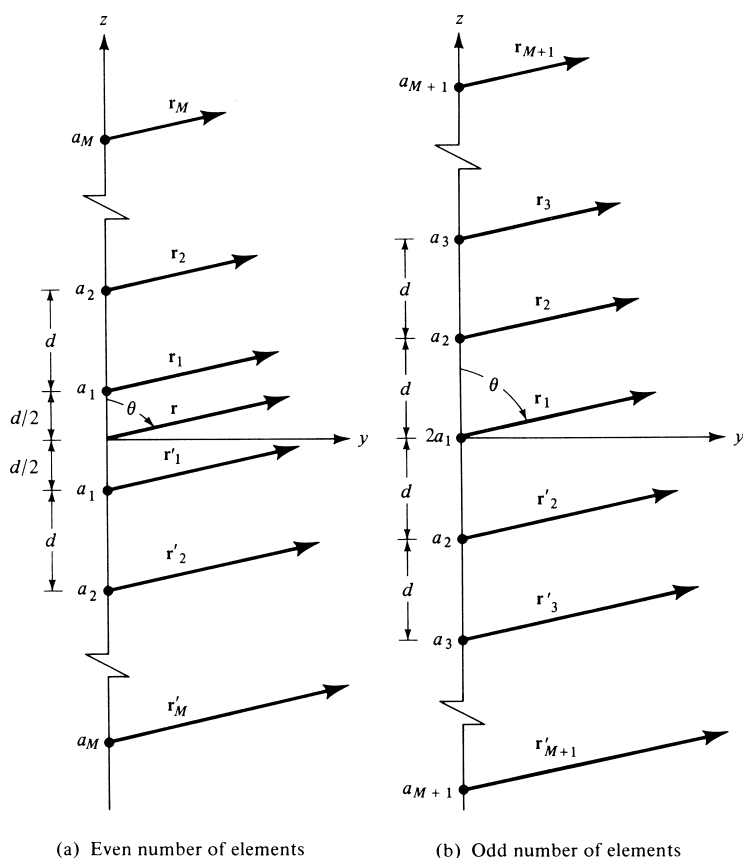 z
r_M
a_M
r_2
a_2
d
r_1
a_1
d/2
θ
r
y
d/2
r'_1
a_1
d
r'_2
a_2
r'_M
a_M
(a) Even number of elements
z
r_{M+1}
a_{M+1}
r_3
a_3
d
r_2
a_2
d
θ
r_1
2a_1
y
d
r'_2
a_2
d
r'_3
a_3
r'_{M+1}
a_{M+1}
(b) Odd number of elements